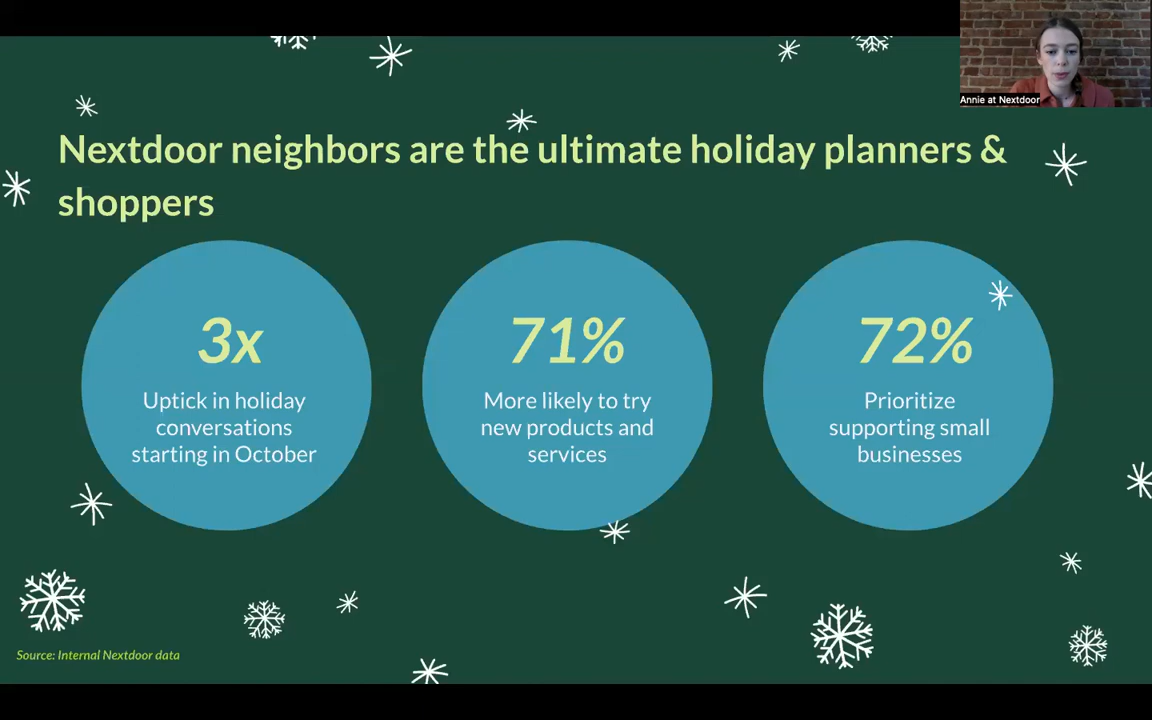 Annie at Nextdoor
Nextdoor neighbors are the ultimate holiday planners &
shoppers
3x
Uptick in holiday
conversations
starting in October
71%
More likely to try
new products and
services
72%
Prioritize
supporting small
businesses
Source: Internal Nextdoor data